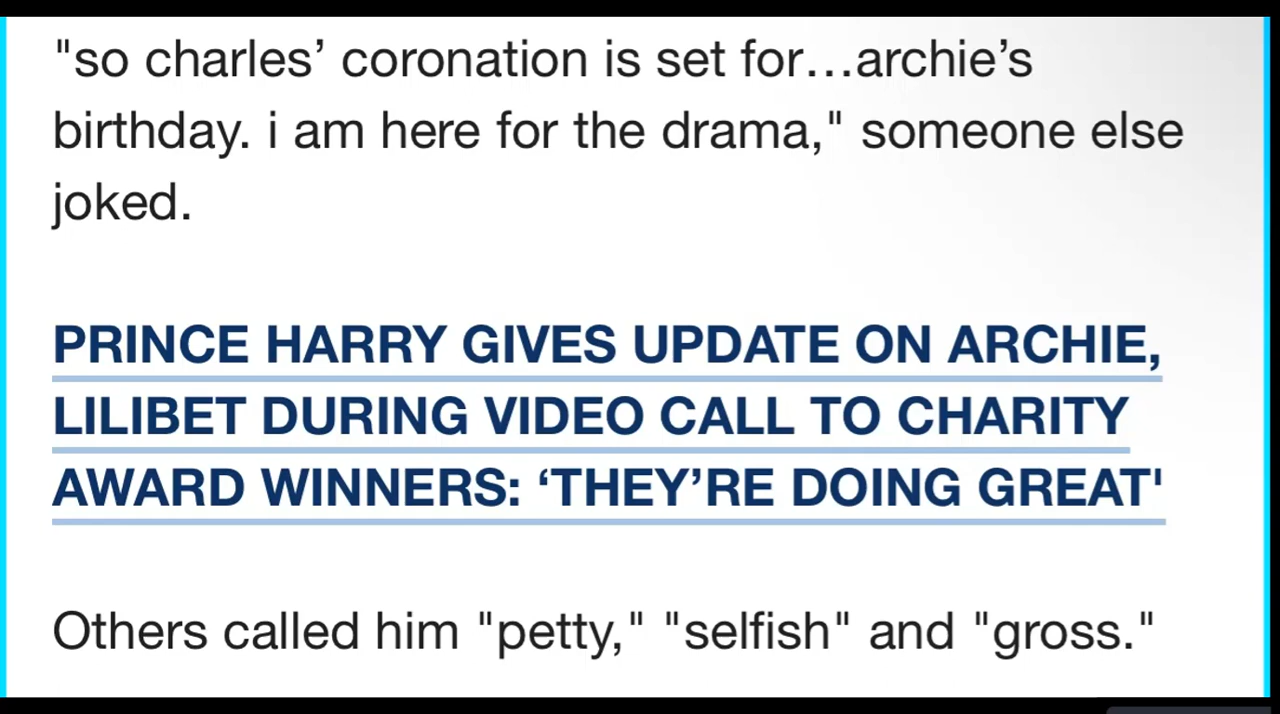 "so charles’ coronation is set for…archie’s
birthday. i am here for the drama," someone else
joked.
PRINCE HARRY GIVES UPDATE ON ARCHIE,
LILIBET DURING VIDEO CALL TO CHARITY
AWARD WINNERS: ‘THEY’RE DOING GREAT'
Others called him "petty," "selfish" and "gross."